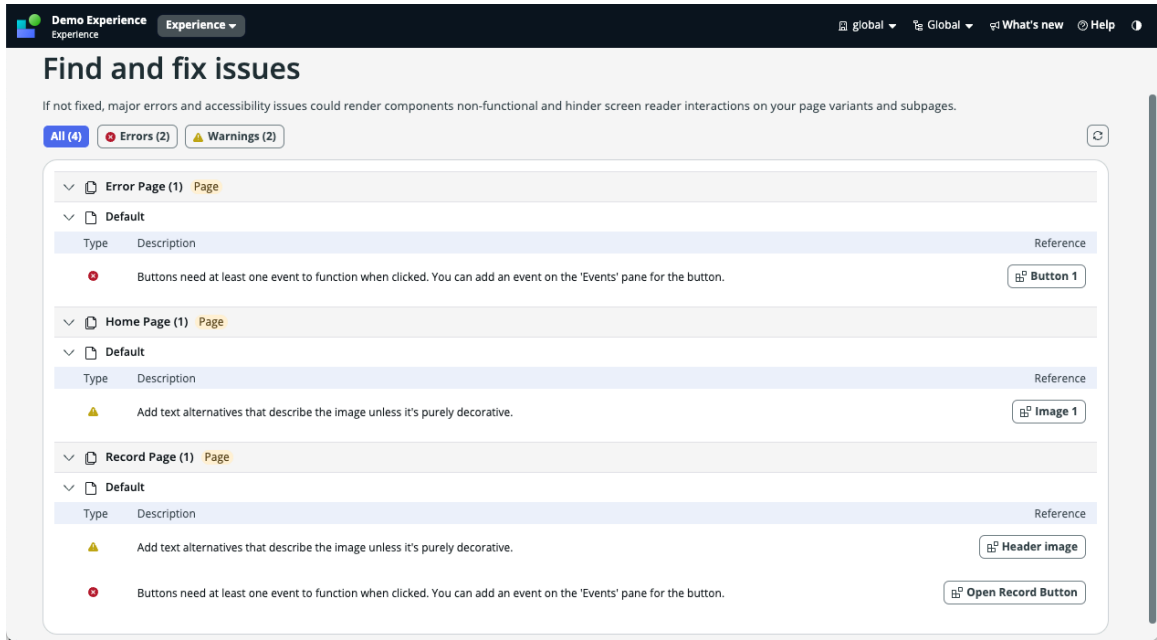 Demo Experience
Experience
Experience
global
Global
What's new
Help
Find and fix issues
If not fixed, major errors and accessibility issues could render components non-functional and hinder screen reader interactions on your page variants and subpages.
All (4)
Errors (2)
Warnings (2)
Error Page (1) Page
Default
Type Description Reference
Buttons need at least one event to function when clicked. You can add an event on the 'Events' pane for the button. Button 1
Home Page (1) Page
Default
Type Description Reference
Add text alternatives that describe the image unless it's purely decorative. Image 1
Record Page (1) Page
Default
Type Description Reference
Add text alternatives that describe the image unless it's purely decorative. Header image
Buttons need at least one event to function when clicked. You can add an event on the 'Events' pane for the button. Open Record Button